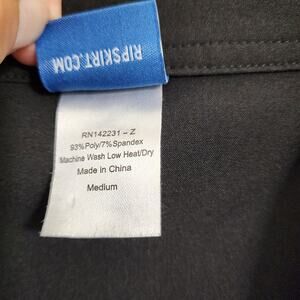 RIPSKIRT.COM
RN142231 – Z
93%Poly/7%Spandex
Machine Wash Low Heat/Dry
Made in China
Medium